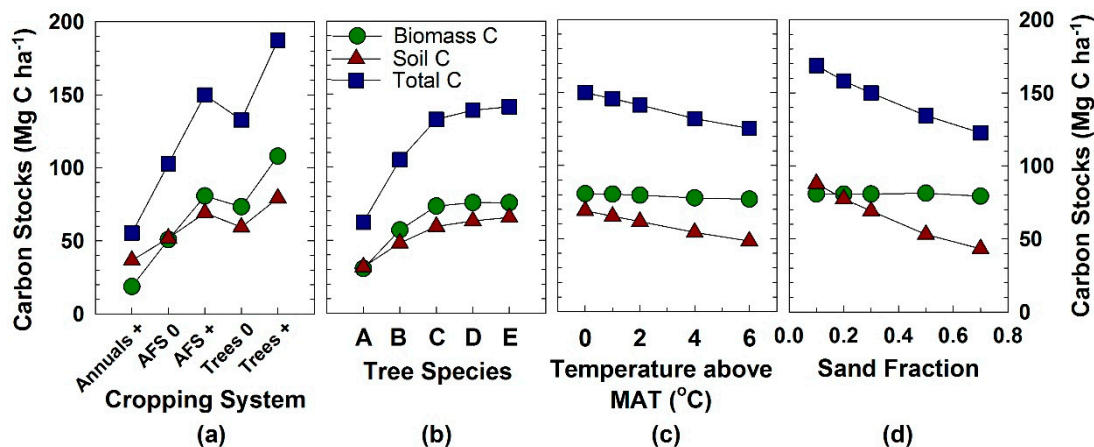 Carbon Stocks (Mg C ha⁻¹)
200
150
100
50
0
Biomass C
Soil C
Total C
200
150
100
50
0
Carbon Stocks (Mg C ha⁻¹)
Annuals +
AFS 0
AFS +
Trees 0
Trees +
A B C D E
0 2 4 6
0.0 0.2 0.4 0.6 0.8
Cropping System
Tree Species
Temperature above
MAT (°C)
Sand Fraction
(a) (b) (c) (d)